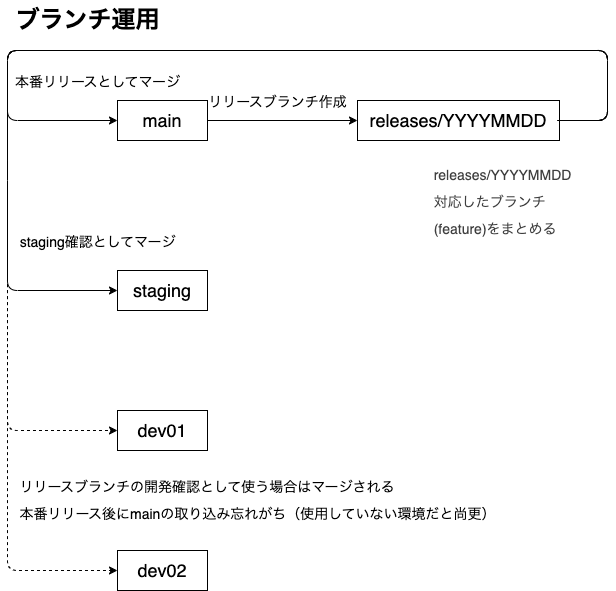 ブランチ運用
本番リリースとしてマージ
リリースブランチ作成
main
releases/YYYYMMDD
releases/YYYYMMDD
対応したブランチ
(feature)をまとめる
staging確認としてマージ
staging
dev01
リリースブランチの開発確認として使う場合はマージされる
本番リリース後にmainの取り込み忘れがち（使用していない環境だと尚更）
dev02